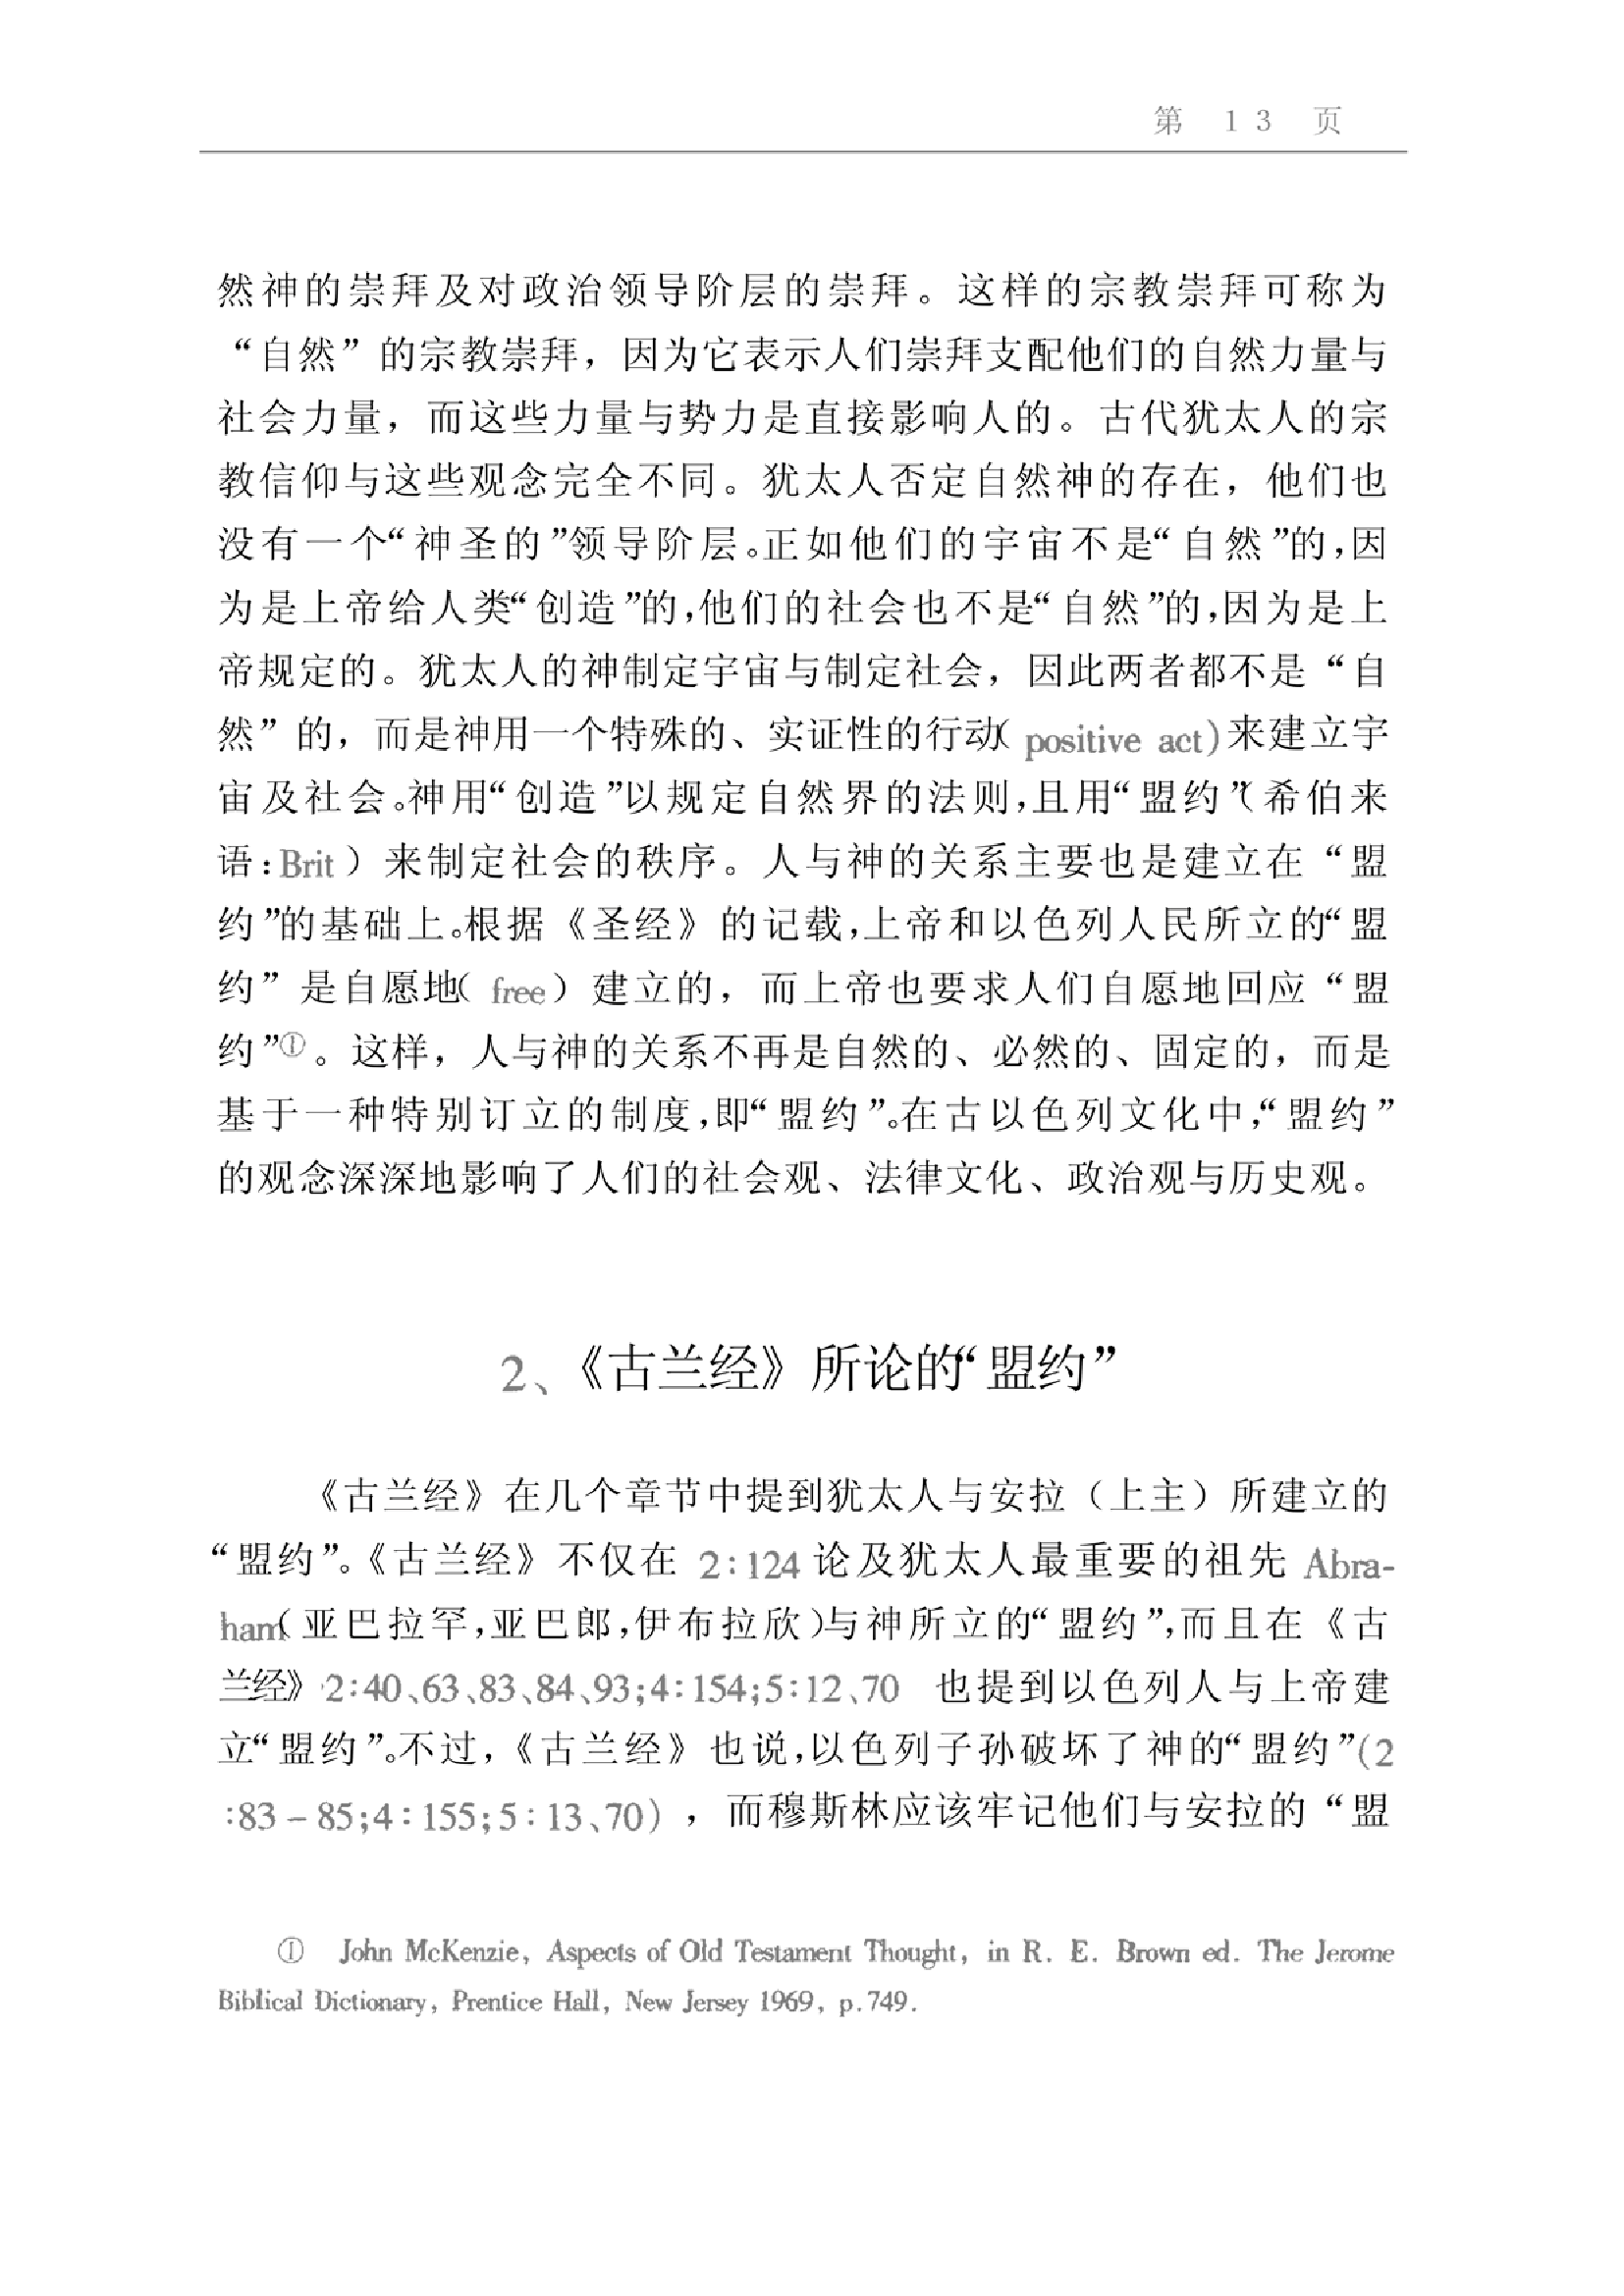 第 13 页
然神的崇拜及对政治领导阶层的崇拜。这样的宗教崇拜可称为
“自然”的宗教崇拜，因为它表示人们崇拜支配他们的自然力量与
社会力量，而这些力量与势力是直接影响人的。古代犹太人的宗
教信仰与这些观念完全不同。犹太人否定自然神的存在，他们也
没有一个“神圣的”领导阶层。正如他们的宇宙不是“自然”的，因
为是上帝给人类“创造”的，他们的社会也不是“自然”的，因为是上
帝规定的。犹太人的神制定宇宙与制定社会，因此两者都不是“自
然”的，而是神用一个特殊的、实证性的行动（positive act）来建立宇
宙及社会。神用“创造”以规定自然界的法则，且用“盟约”（希伯来
语：Brit）来制定社会的秩序。人与神的关系主要也是建立在“盟
约”的基础上。根据《圣经》的记载，上帝和以色列人民所立的“盟
约”是自愿地（free）建立的，而上帝也要求人们自愿地回应“盟
约”①。这样，人与神的关系不再是自然的、必然的、固定的，而是
基于一种特别订立的制度，即“盟约”。在古以色列文化中，“盟约”
的观念深深地影响了人们的社会观、法律文化、政治观与历史观。
2、《古兰经》所论的“盟约”
《古兰经》在几个章节中提到犹太人与安拉（上主）所建立的
“盟约”。《古兰经》不仅在 2:124 论及犹太人最重要的祖先 Abra-
ham（亚巴拉罕，亚巴郎，伊布拉欣）与神所立的“盟约”，而且在《古
兰经》2:40、63、83、84、93;4:154;5:12、70 也提到以色列人与上帝建
立“盟约”。不过，《古兰经》也说，以色列子孙破坏了神的“盟约”(2
:83－85;4:155;5:13、70)，而穆斯林应该牢记他们与安拉的“盟
① John McKenzie, Aspects of Old Testament Thought, in R. E. Brown ed. The Jerome
Biblical Dictionary, Prentice Hall, New Jersey 1969, p.749.